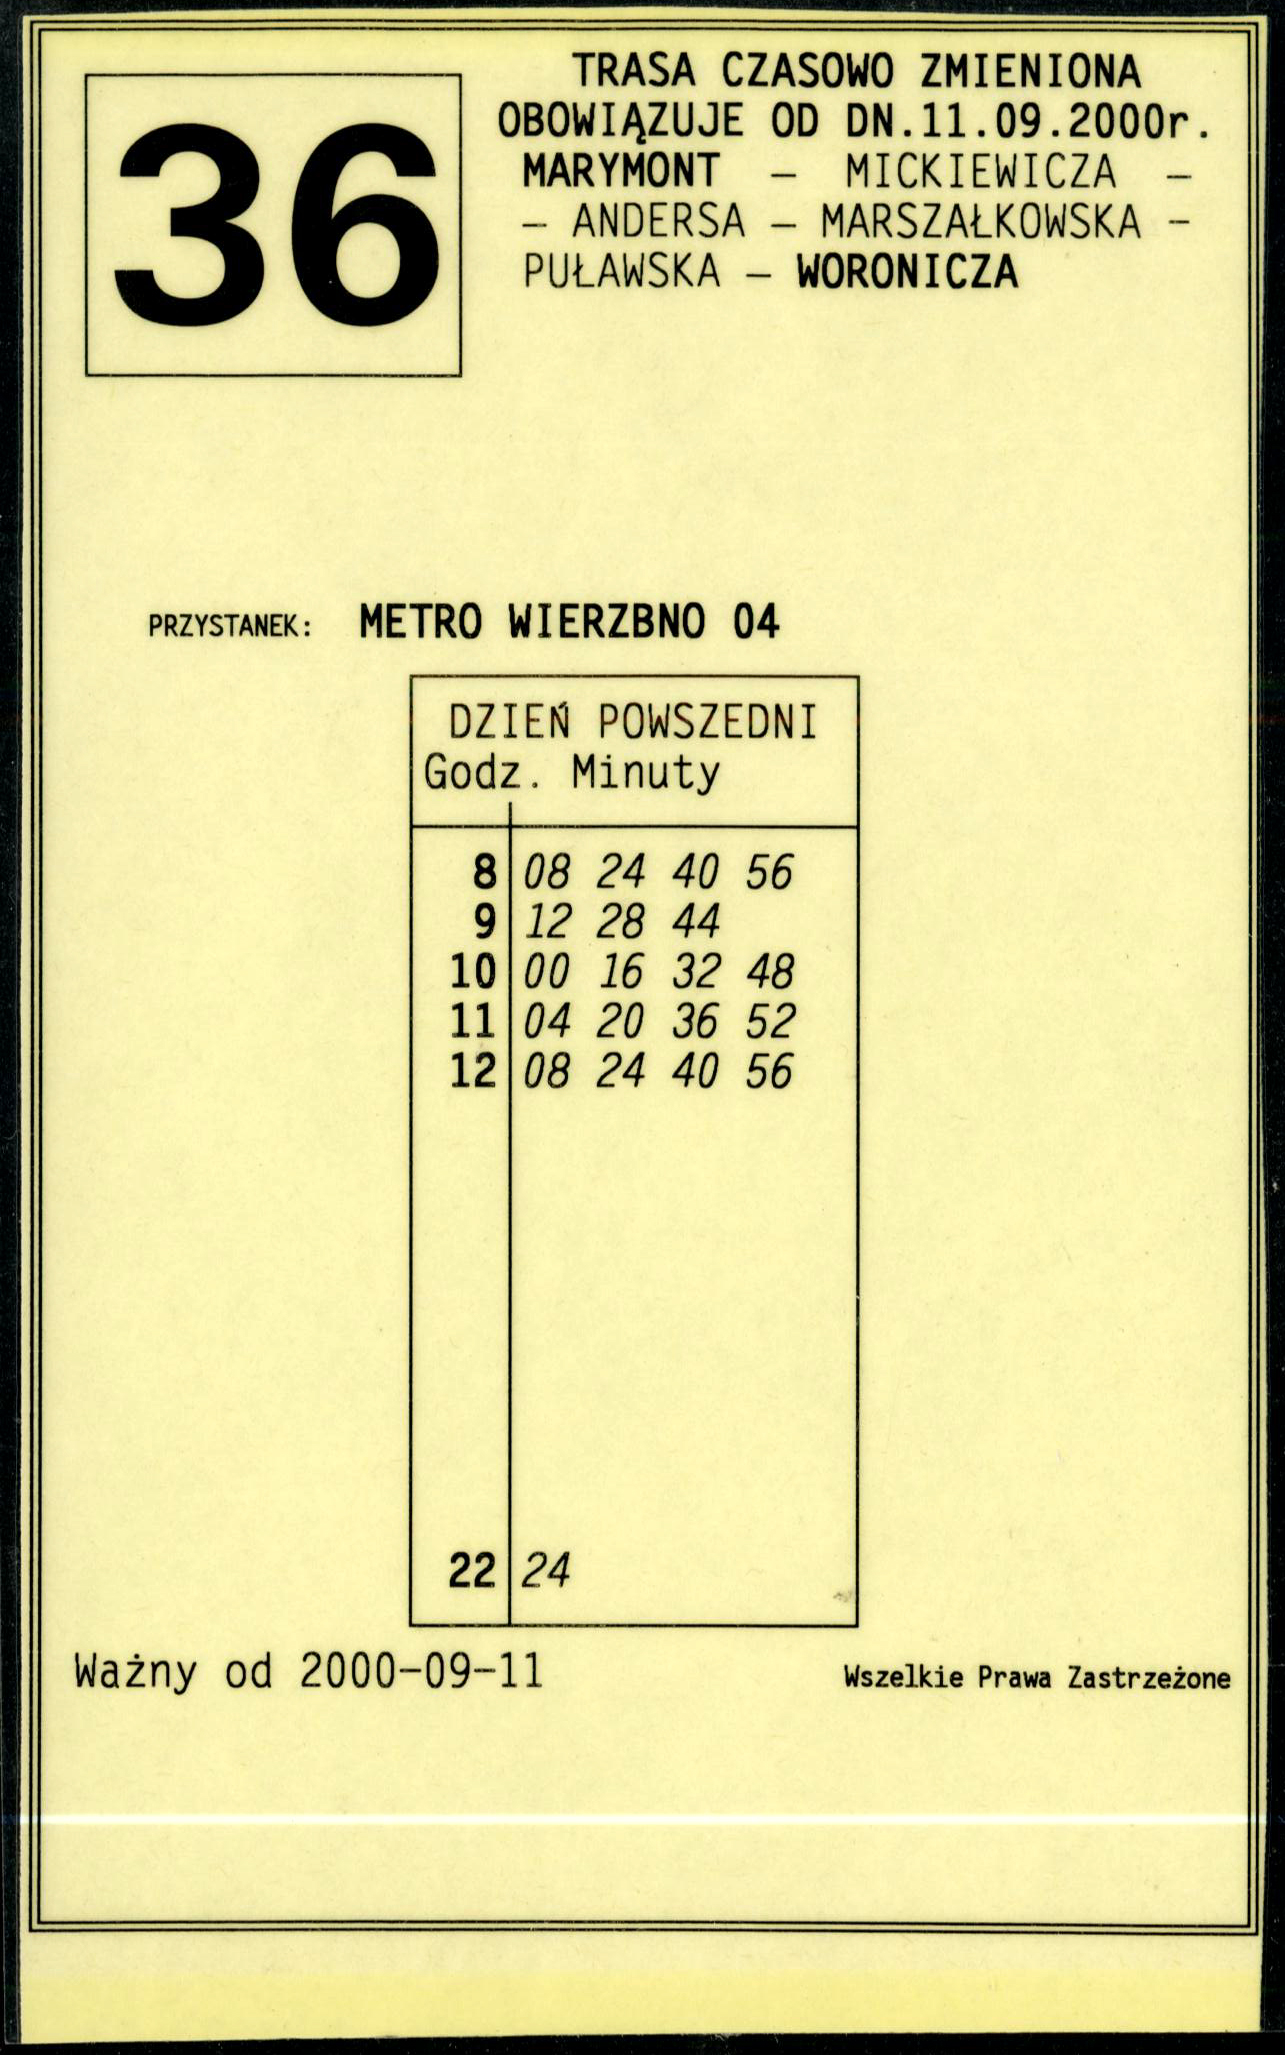 36
TRASA CZASOWO ZMIENIONA
OBOWIĄZUJE OD DN.11.09.2000r.
MARYMONT – MICKIEWICZA –
– ANDERSA – MARSZAŁKOWSKA –
PUŁAWSKA – WORONICZA
PRZYSTANEK: METRO WIERZBNO 04
DZIEŃ POWSZEDNI
Godz. Minuty
8 08 24 40 56
9 12 28 44
10 00 16 32 48
11 04 20 36 52
12 08 24 40 56
22 24
Ważny od 2000-09-11
Wszelkie Prawa Zastrzeżone